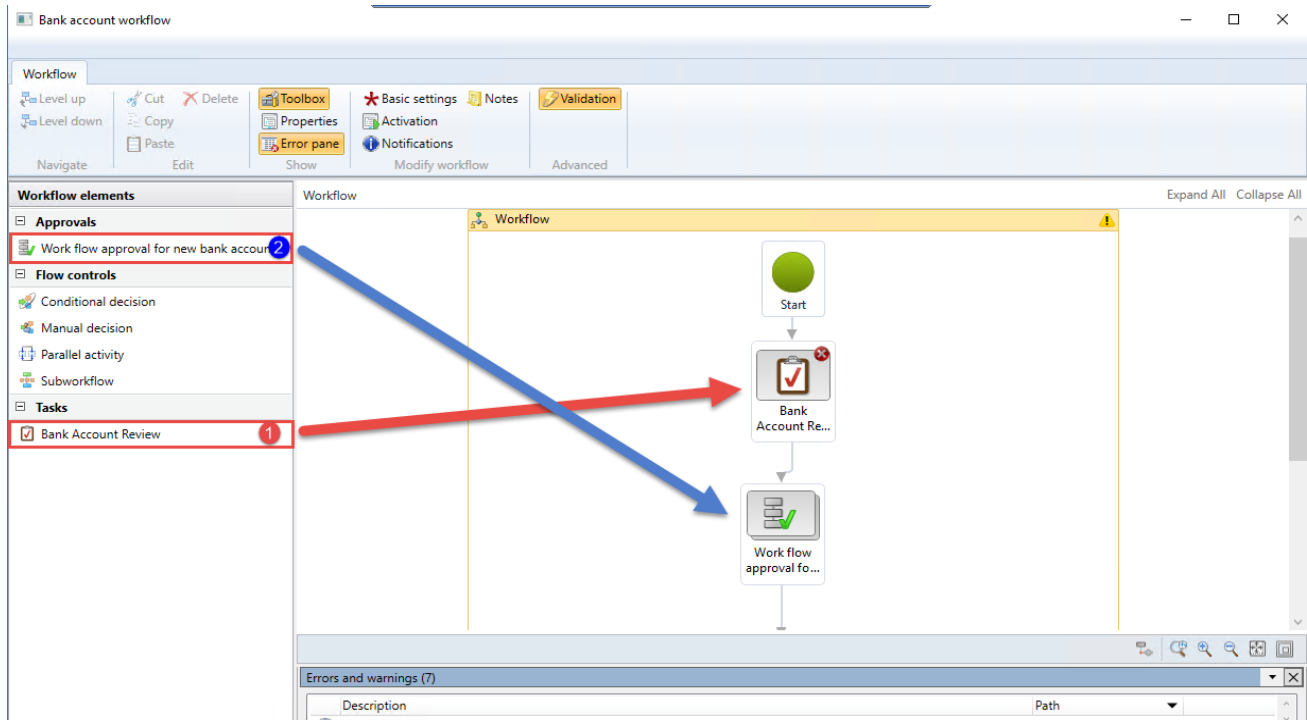 Bank account workflow
Workflow
Level up
Level down
Navigate
Cut
Delete
Copy
Paste
Edit
Toolbox
Properties
Error pane
Show
Basic settings
Notes
Activation
Notifications
Modify workflow
Validation
Advanced
Workflow elements
Approvals
Work flow approval for new bank accoun
2
Flow controls
Conditional decision
Manual decision
Parallel activity
Subworkflow
Tasks
Bank Account Review
1
Workflow
Expand All Collapse All
Workflow
Start
Bank
Account Re...
Work flow
approval fo...
Errors and warnings (7)
Description
Path